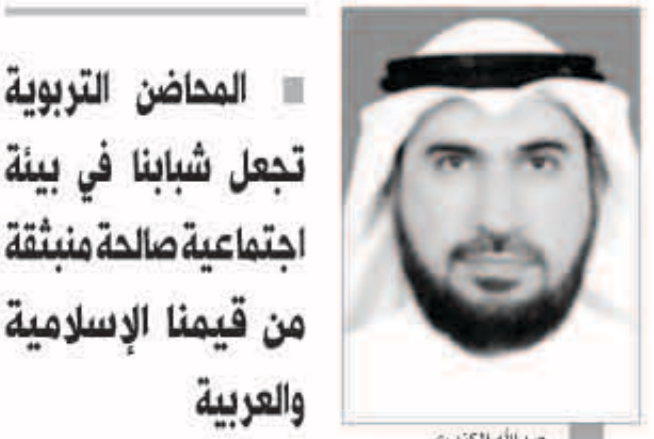 المحاضن التربوية
تجعل شبابنا في بيئة
اجتماعية صالحة منبثقة
من قيمنا الإسلامية
والعربية